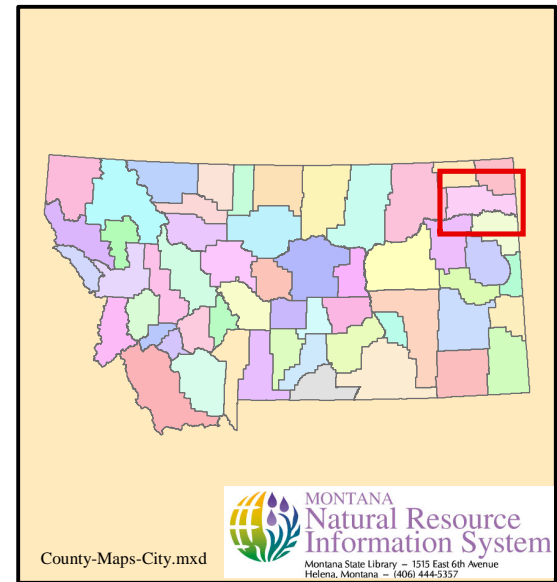 MONTANA
Natural Resource
Information System
Montana State Library – 1515 East 6th Avenue
Helena, Montana – (406) 444-5357
County-Maps-City.mxd